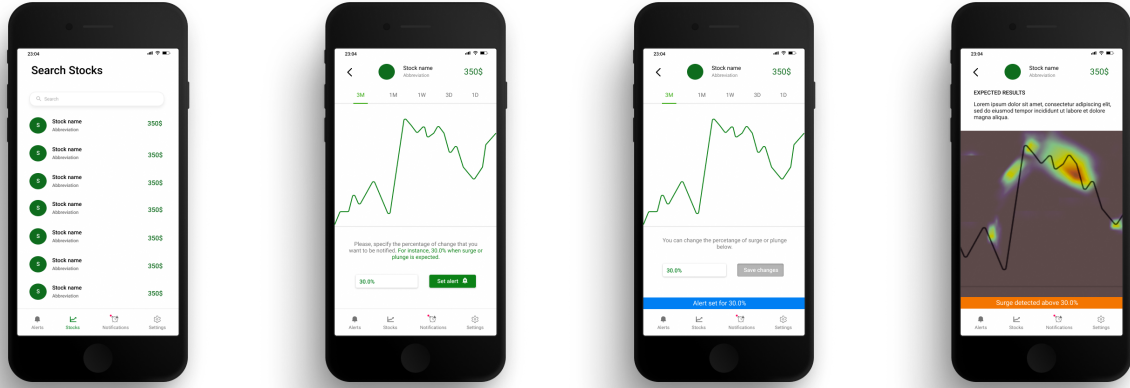 23:04
Search Stocks
Search
S
Stock name
Abbreviation
350$
S
Stock name
Abbreviation
350$
S
Stock name
Abbreviation
350$
S
Stock name
Abbreviation
350$
S
Stock name
Abbreviation
350$
S
Stock name
Abbreviation
350$
S
Stock name
Abbreviation
350$
Alerts Stocks Notifications Settings
23:04
Stock name
Abbreviation
350$
3M 1M 1W 3D 1D
Please, specify the percentage of change that you
want to be notified. For instance, 30.0% when surge or
plunge is expected.
30.0% Set alert
Alerts Stocks Notifications Settings
23:04
Stock name
Abbreviation
350$
3M 1M 1W 3D 1D
You can change the percetange of surge or plunge
below.
30.0% Save changes
Alert set for 30.0%
Alerts Stocks Notifications Settings
23:04
Stock name
Abbreviation
350$
EXPECTED RESULTS
Lorem ipsum dolor sit amet, consectetur adipiscing elit,
sed do eiusmod tempor incididunt ut labore et dolore
magna aliqua.
Surge detected above 30.0%
Alerts Stocks Notifications Settings